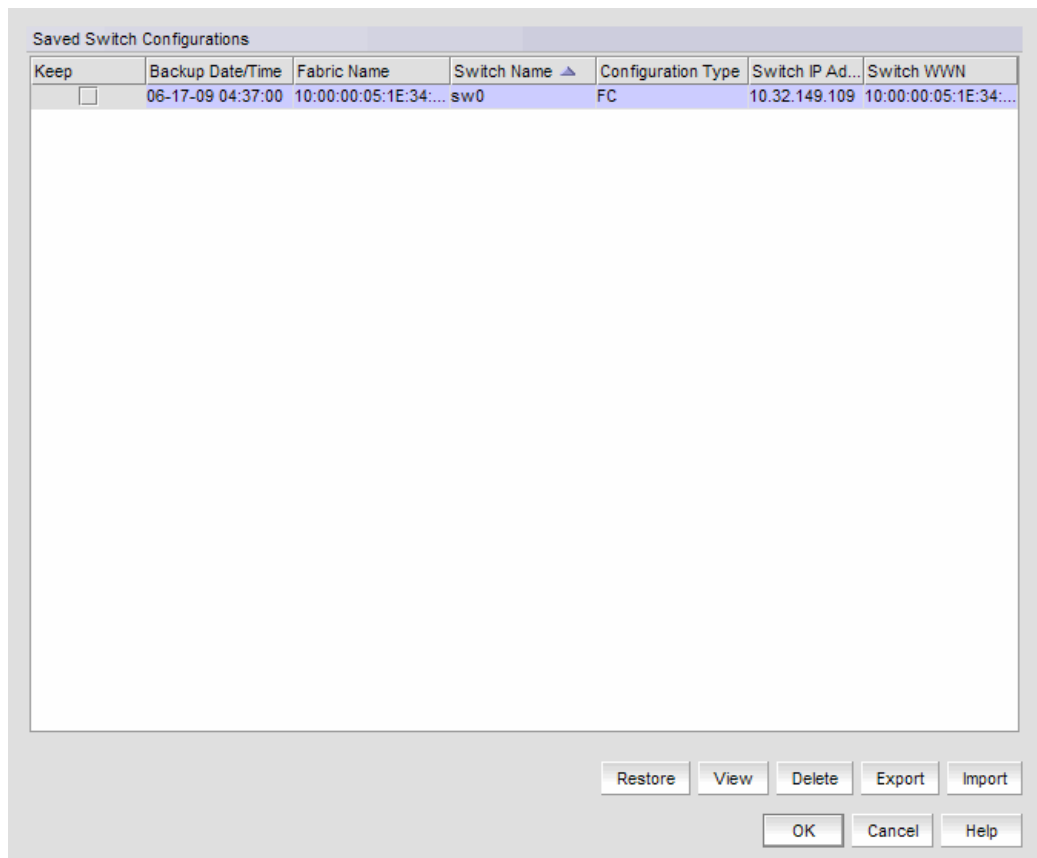 Saved Switch Configurations
Keep Backup Date/Time Fabric Name Switch Name Configuration Type Switch IP Ad... Switch WWN
06-17-09 04:37:00 10:00:00:05:1E:34:... sw0 FC 10.32.149.109 10:00:00:05:1E:34:...
Restore View Delete Export Import
OK Cancel Help